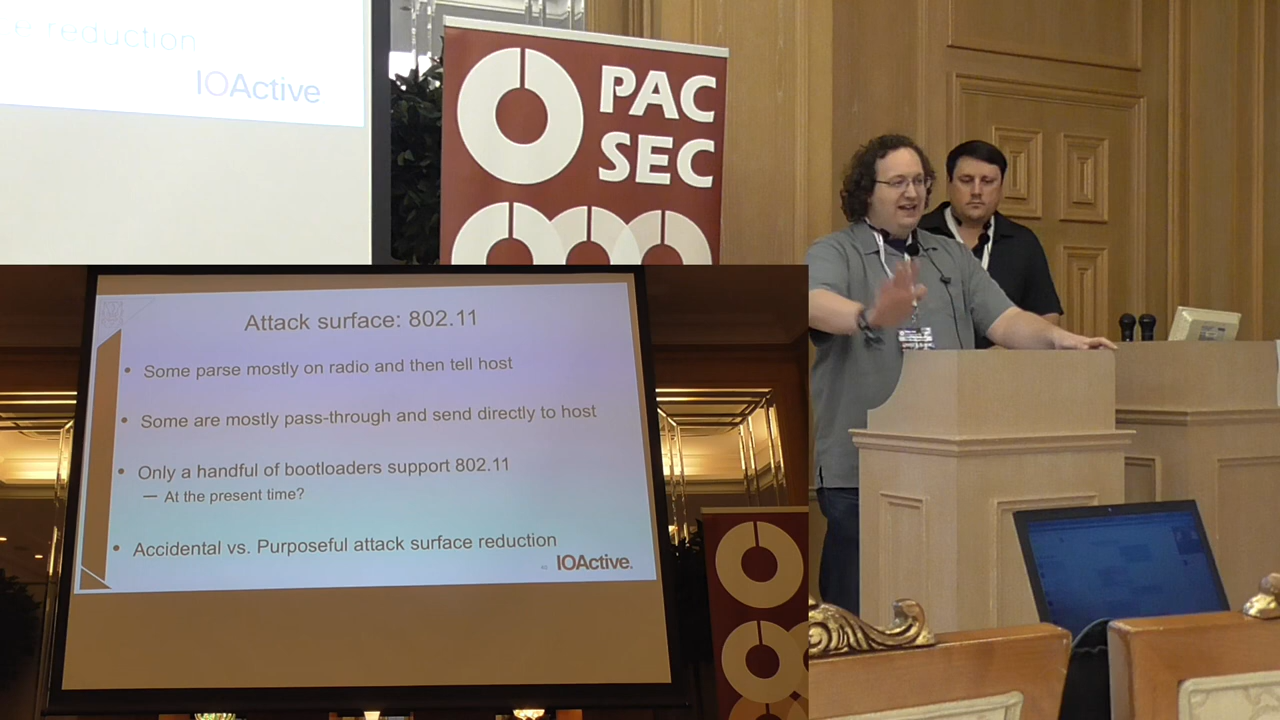 e reduction
IOActive
PAC
SEC
Attack surface: 802.11
• Some parse mostly on radio and then tell host
• Some are mostly pass-through and send directly to host
• Only a handful of bootloaders support 802.11
— At the present time?
• Accidental vs. Purposeful attack surface reduction
IOActive.